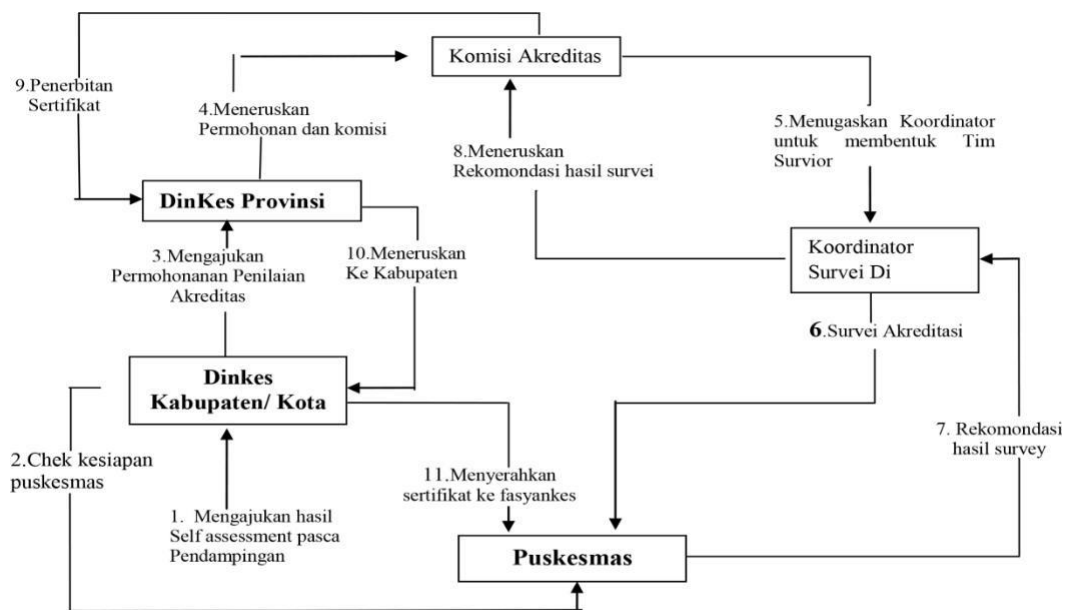 Komisi Akreditas
9.Penerbitan
Sertifikat
4.Meneruskan
Permohonan dan komisi
8.Meneruskan
Rekomondasi hasil survei
5.Menugaskan Koordinator
untuk membentuk Tim
Survior
DinKes Provinsi
3.Mengajukan
Permohonanan Penilaian
Akreditas
10.Meneruskan
Ke Kabupaten
Koordinator
Survei Di
6.Survei Akreditasi
Dinkes
Kabupaten/ Kota
7. Rekomondasi
hasil survey
2.Chek kesiapan
puskesmas
11.Menyerahkan
sertifikat ke fasyankes
1. Mengajukan hasil
Self assessment pasca
Pendampingan
Puskesmas